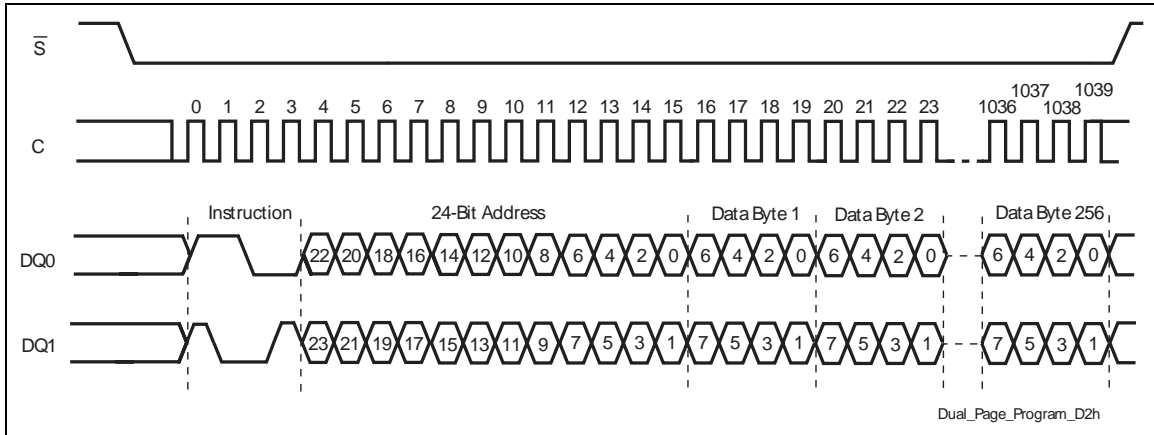 S
1037 1039
0 1 2 3 4 5 6 7 8 9 10 11 12 13 14 15 16 17 18 19 20 21 22 23 1036 1038
C
Instruction 24-Bit Address Data Byte 1 Data Byte 2 Data Byte 256
DQ0 22 20 18 16 14 12 10 8 6 4 2 0 6 4 2 0 6 4 2 0 6 4 2 0
DQ1 23 21 19 17 15 13 11 9 7 5 3 1 7 5 3 1 7 5 3 1 7 5 3 1
Dual_Page_Program_D2h